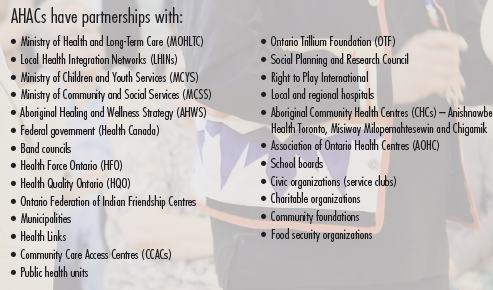 AHACs have partnerships with:
• Ministry of Health and Long-Term Care (MOHLTC)
• Local Health Integration Networks (LHINs)
• Ministry of Children and Youth Services (MCYS)
• Ministry of Community and Social Services (MCSS)
• Aboriginal Healing and Wellness Strategy (AHWS)
• Federal government (Health Canada)
• Band councils
• Health Force Ontario (HFO)
• Health Quality Ontario (HQO)
• Ontario Federation of Indian Friendship Centres
• Municipalities
• Health Links
• Community Care Access Centres (CCACs)
• Public health units
• Ontario Trillium Foundation (OTF)
• Social Planning and Research Council
• Right to Play International
• Local and regional hospitals
• Aboriginal Community Health Centres (CHCs) – Anishnawbe
Health Toronto, Misiway Milopemahtesewin and Chigamik
• Association of Ontario Health Centres (AOHC)
• School boards
• Civic organizations (service clubs)
• Charitable organizations
• Community foundations
• Food security organizations